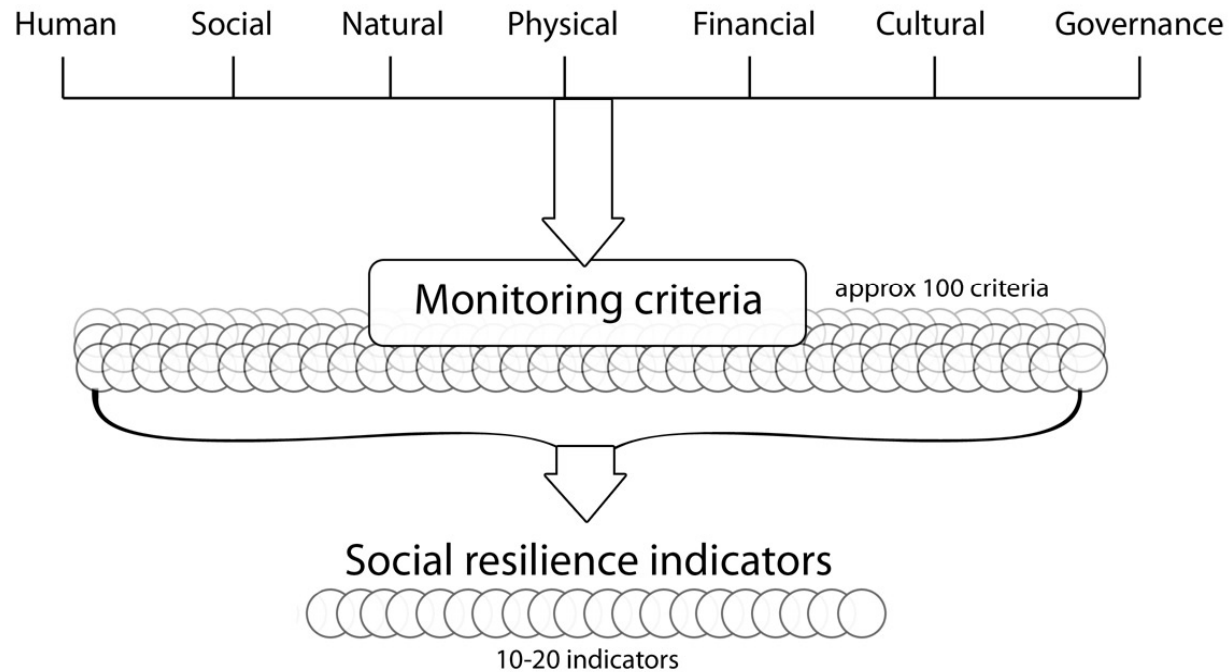 Human Social Natural Physical Financial Cultural Governance
Monitoring criteria
approx 100 criteria
Social resilience indicators
10-20 indicators